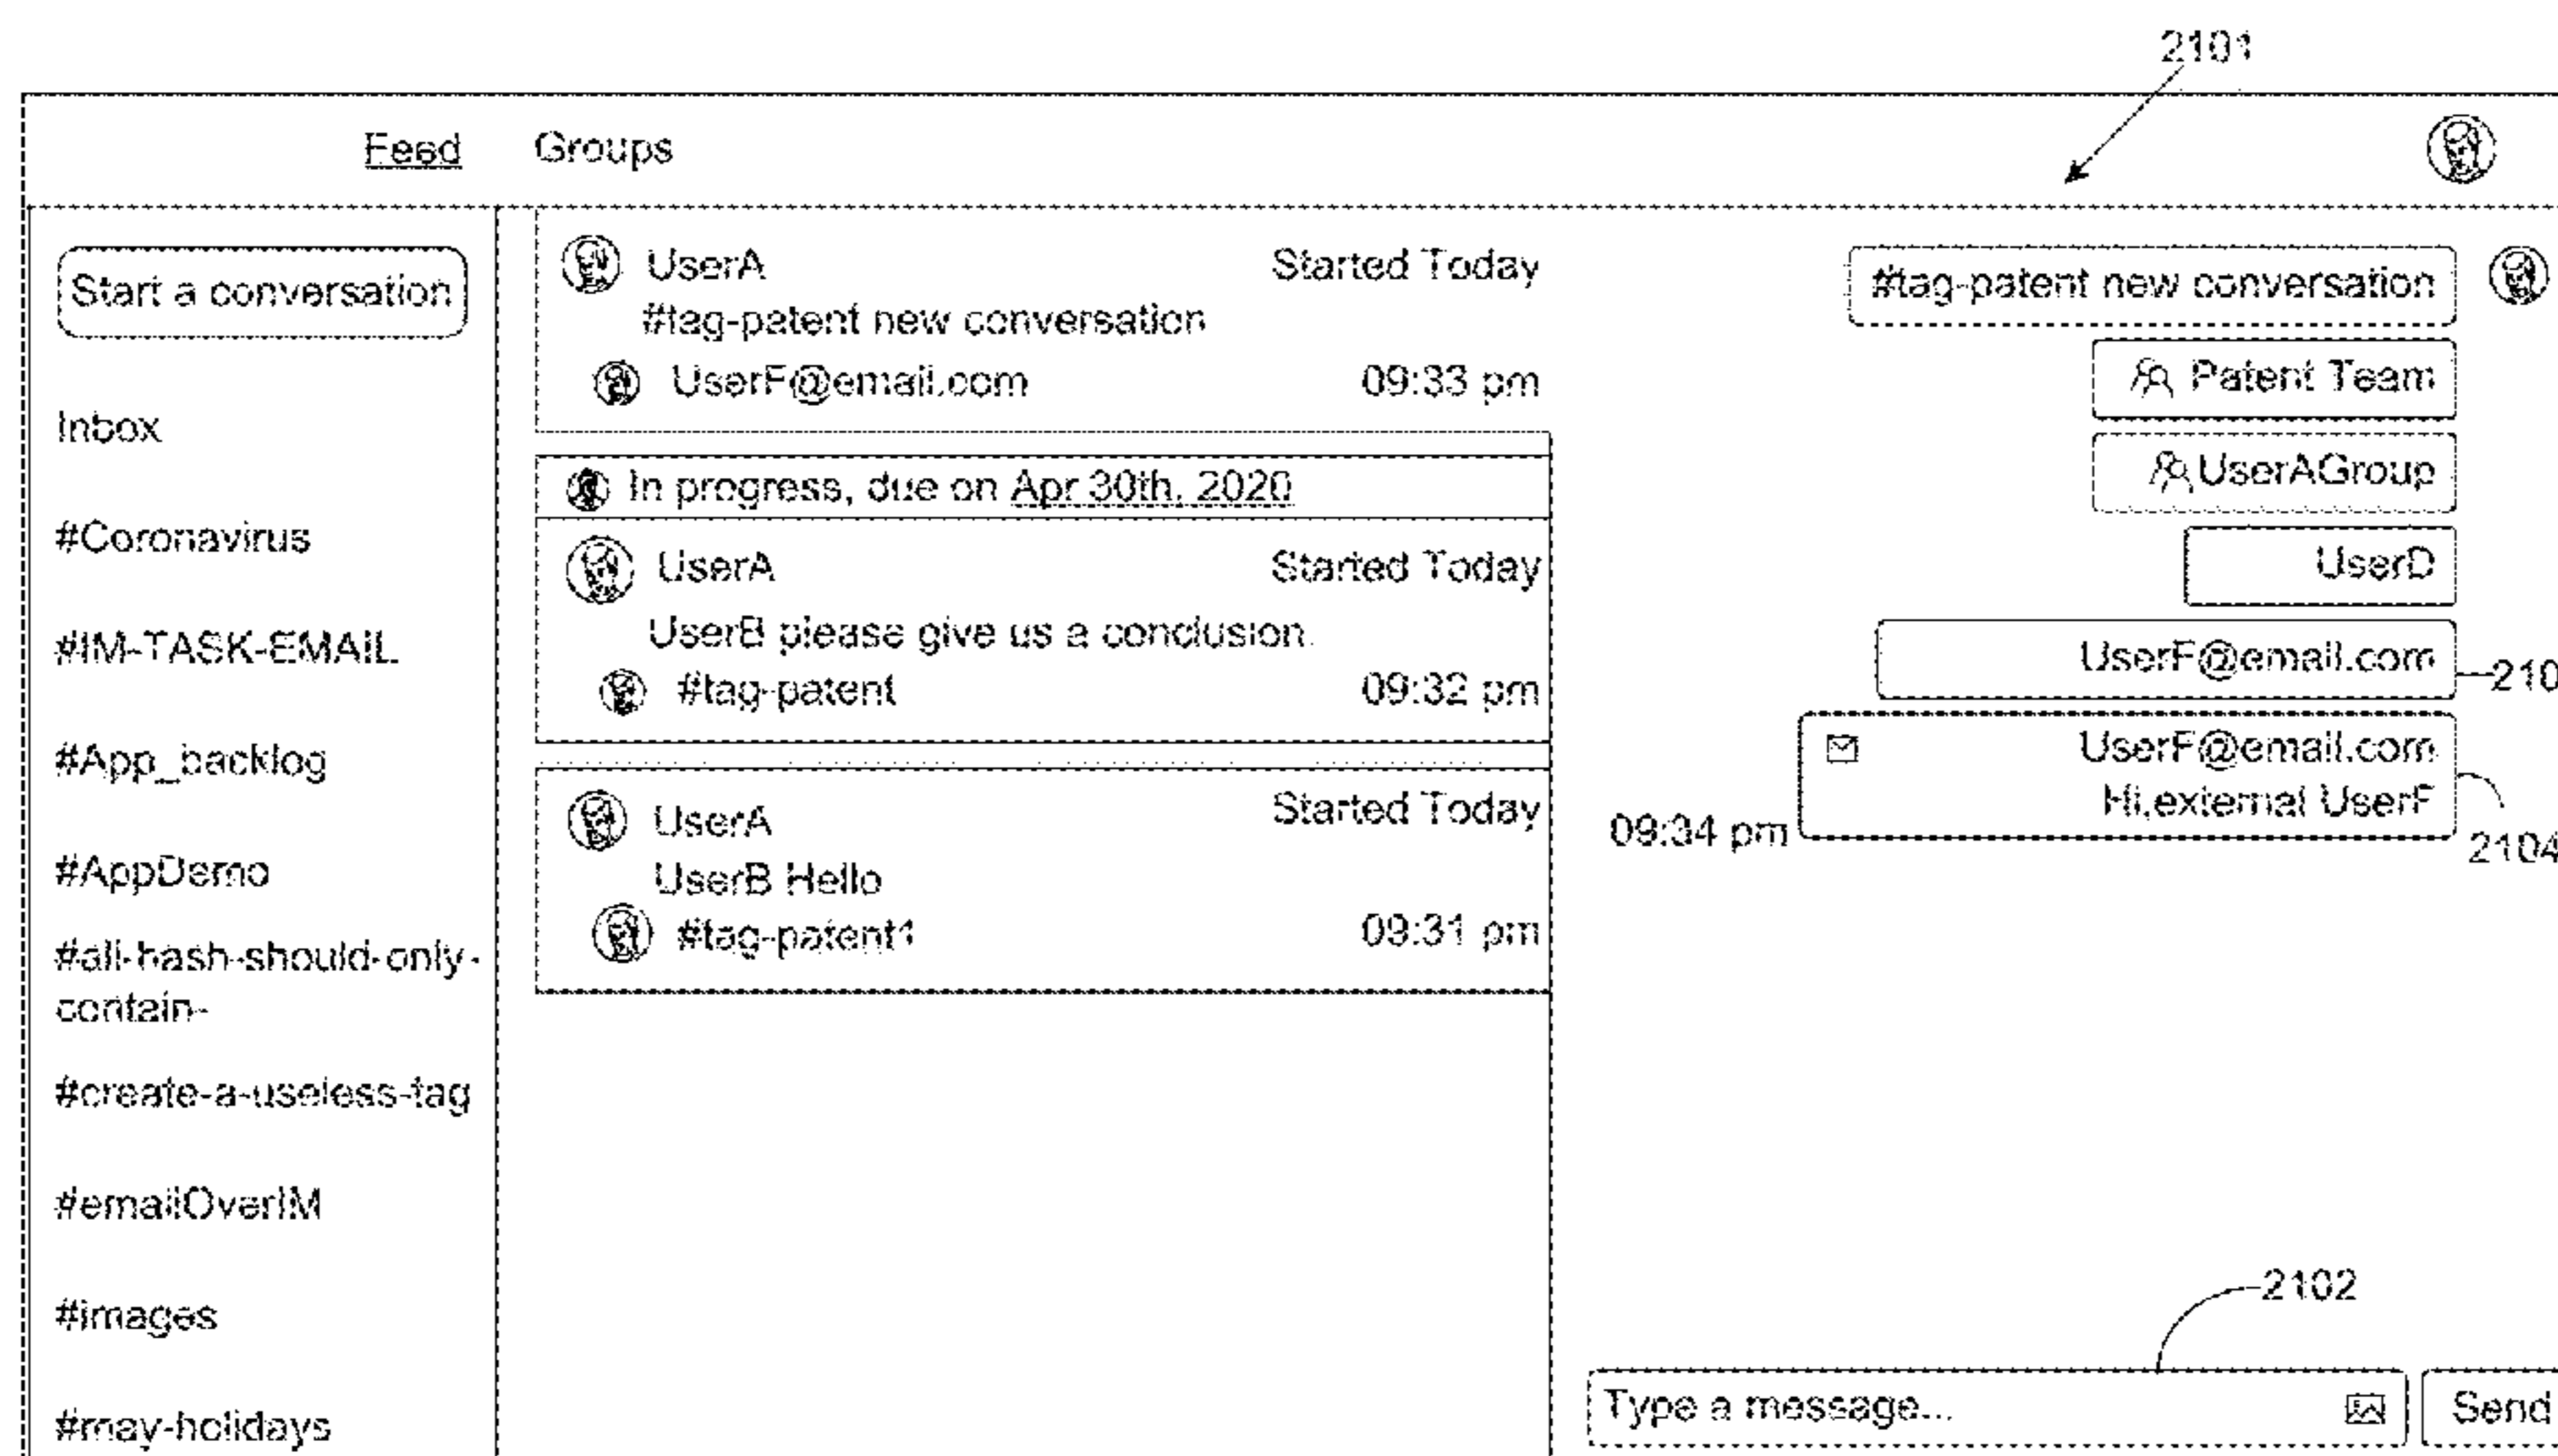 2101
Feed Groups
Start a conversation
Inbox
#Coronavirus
#IM-TASK-EMAIL
#App_backlog
#AppDemo
#all-hash-should-only-
contain-
#create-a-useless-tag
#emailOverIM
#images
#may-holidays
UserA Started Today
#tag-patent new conversation
UserF@email.com 09:33 pm
In progress, due on Apr 30th, 2020
UserA Started Today
UserB please give us a conclusion.
#tag-patent 09:32 pm
UserA Started Today
UserB Hello
#tag-patent1 09:31 pm
#tag-patent new conversation
Patent Team
UserAGroup
UserD
UserF@email.com
UserF@email.com
Hi,external UserF
09:34 pm
2104
2102
Type a message... Send